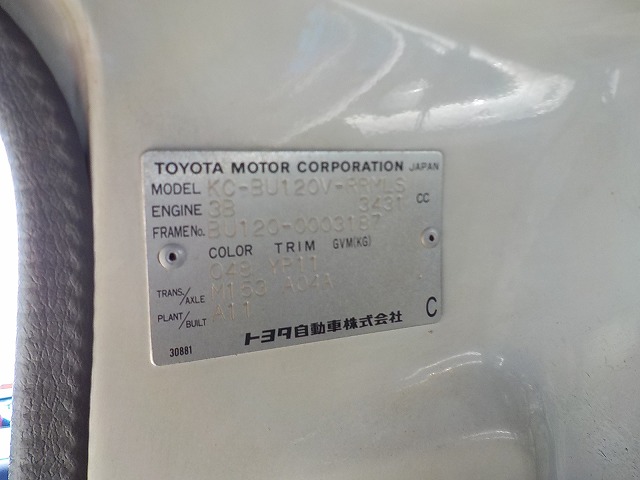 TOYOTA MOTOR CORPORATION JAPAN
MODEL KC-BU120V-RRMLS
ENGINE 3B 3431 CC
FRAME No. BU120-0003187
COLOR TRIM GVM(KG)
048 YP11
TRANS/AXLE M153 A04A
PLANT/BUILT A11
トヨタ自動車株式会社
C
30881